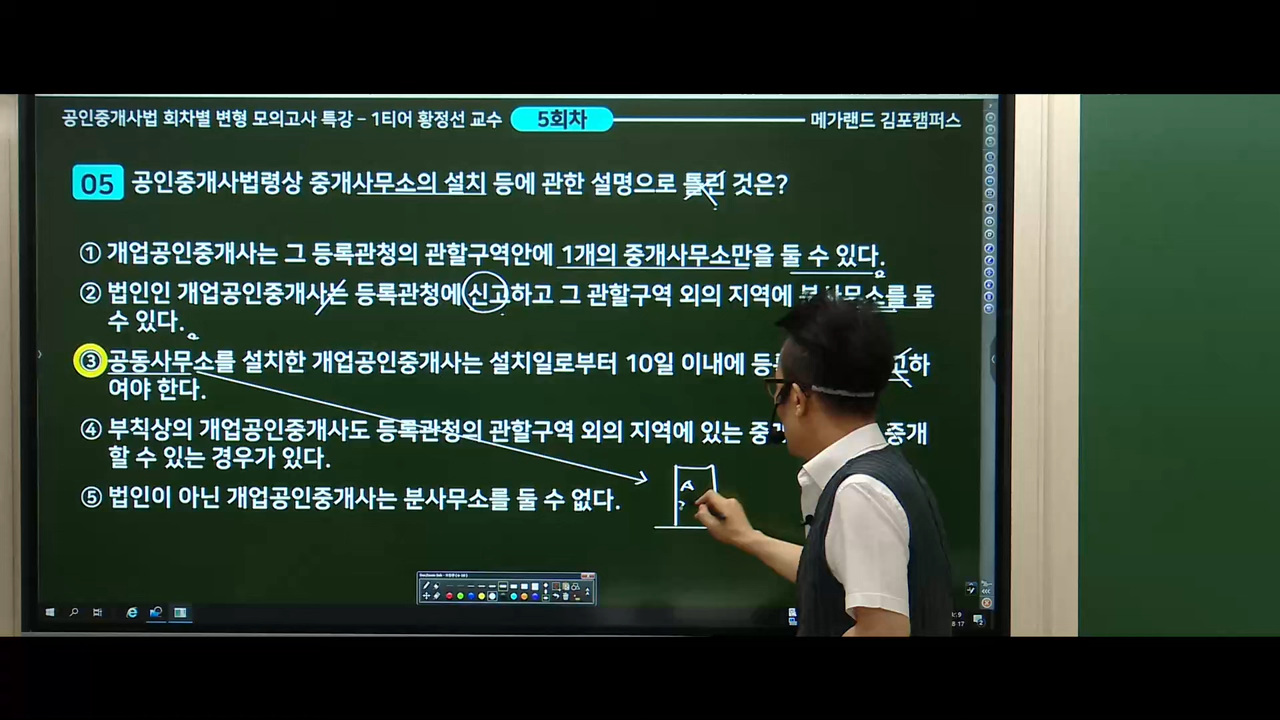 공인중개사법 회차별 변형 모의고사 특강 – 1티어 황정선 교수 5회차 메가랜드 김포캠퍼스
05 공인중개사법령상 중개사무소의 설치 등에 관한 설명으로 틀린 것은?
① 개업공인중개사는 그 등록관청의 관할구역안에 1개의 중개사무소만을 둘 수 있다.
② 법인인 개업공인중개사는 등록관청에 신고하고 그 관할구역 외의 지역에 분사무소를 둘
수 있다.
③ 공동사무소를 설치한 개업공인중개사는 설치일로부터 10일 이내에 고하
여야 한다.
④ 부칙상의 개업공인중개사도 등록관청의 관할구역 외의 지역에 있는 중개
할 수 있는 경우가 있다.
⑤ 법인이 아닌 개업공인중개사는 분사무소를 둘 수 없다.
A